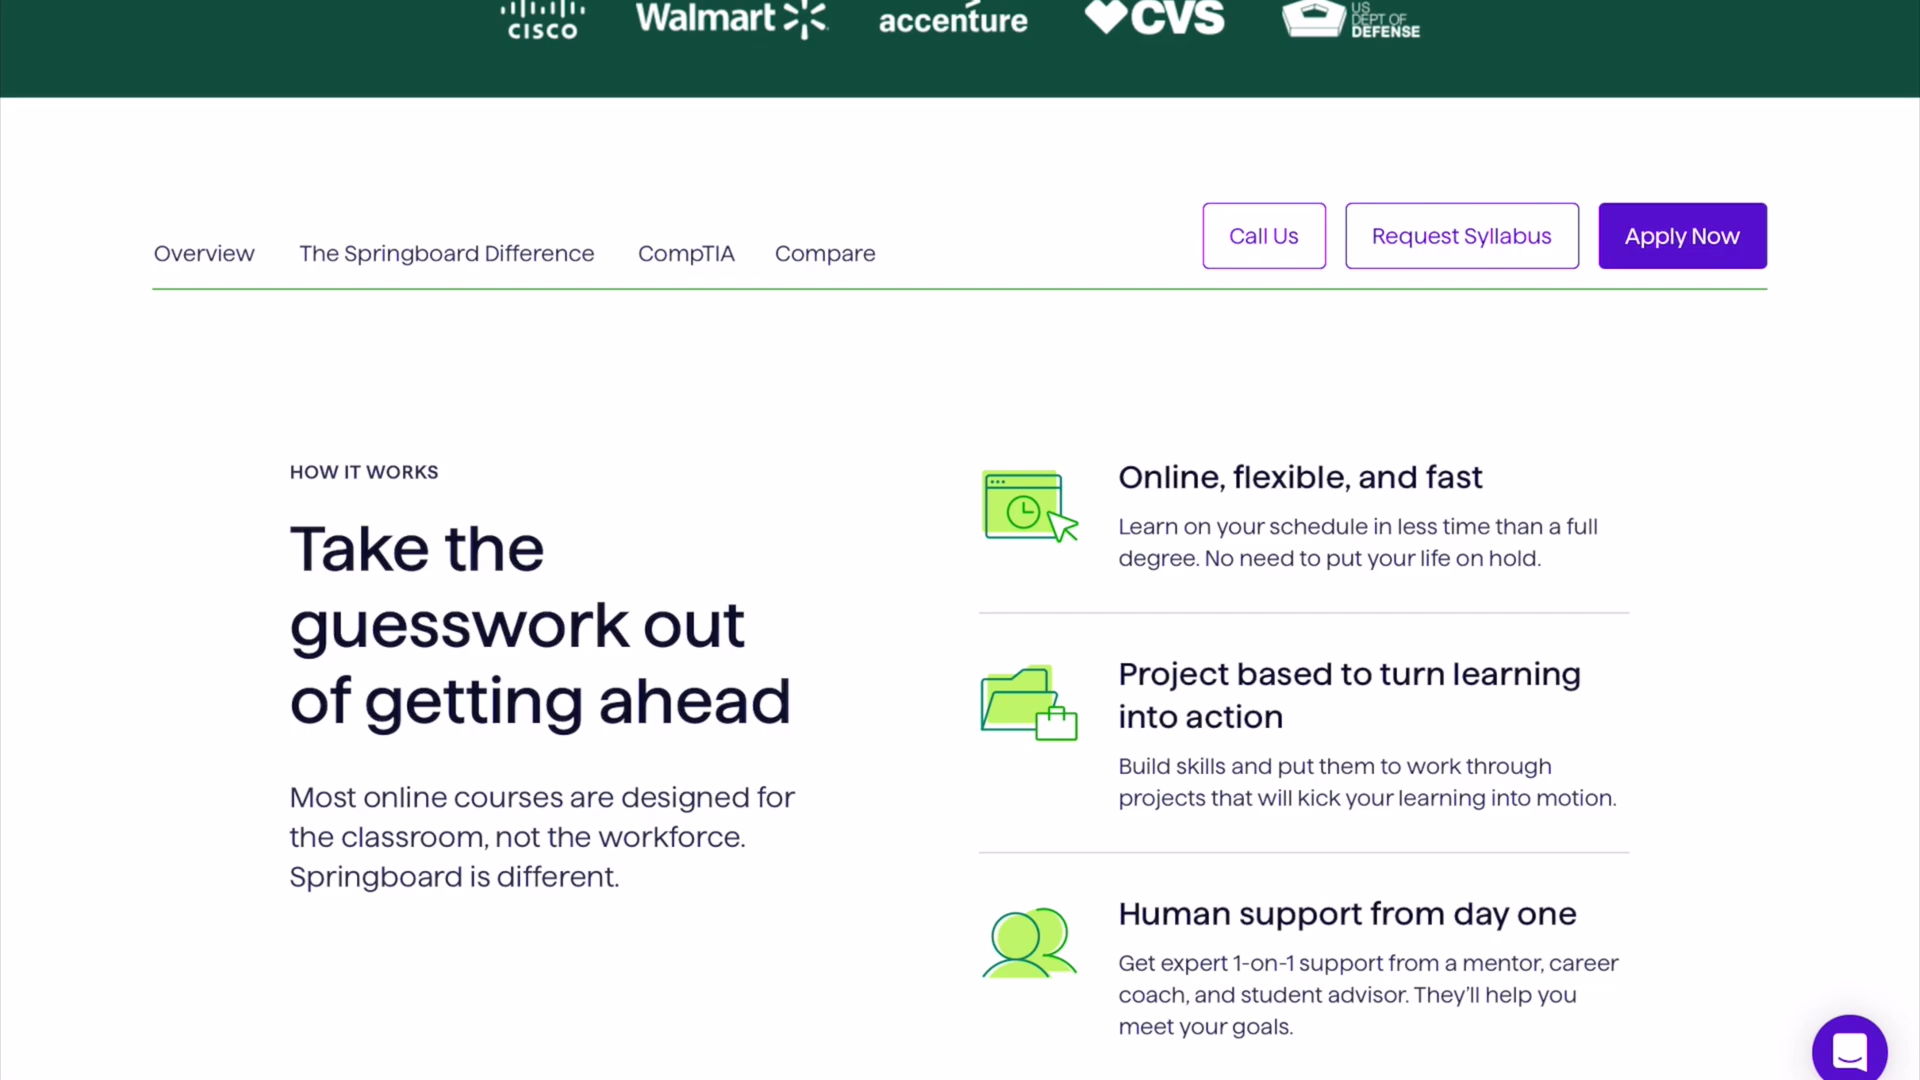 CISCO
Walmart
accenture
CVS
US
DEPT OF
DEFENSE
Overview
The Springboard Difference
CompTIA
Compare
Call Us
Request Syllabus
Apply Now
HOW IT WORKS
Take the
guesswork out
of getting ahead
Most online courses are designed for
the classroom, not the workforce.
Springboard is different.
Online, flexible, and fast
Learn on your schedule in less time than a full
degree. No need to put your life on hold.
Project based to turn learning
into action
Build skills and put them to work through
projects that will kick your learning into motion.
Human support from day one
Get expert 1-on-1 support from a mentor, career
coach, and student advisor. They'll help you
meet your goals.